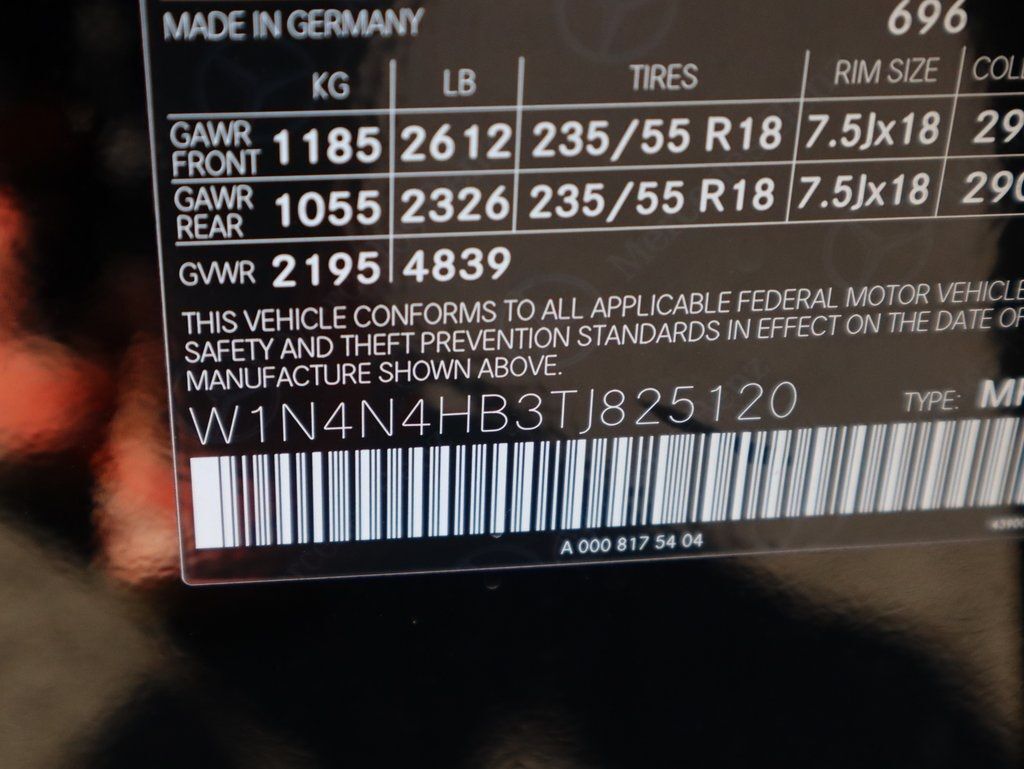 MADE IN GERMANY 696
KG LB TIRES RIM SIZE
GAWR FRONT 1185 2612 235/55 R18 7.5Jx18
GAWR REAR 1055 2326 235/55 R18 7.5Jx18
GVWR 2195 4839
THIS VEHICLE CONFORMS TO ALL APPLICABLE FEDERAL MOTOR VEHICLE
SAFETY AND THEFT PREVENTION STANDARDS IN EFFECT ON THE DATE OF
MANUFACTURE SHOWN ABOVE.
W1N4N4HB3TJ825120 TYPE:
A 000 817 54 04